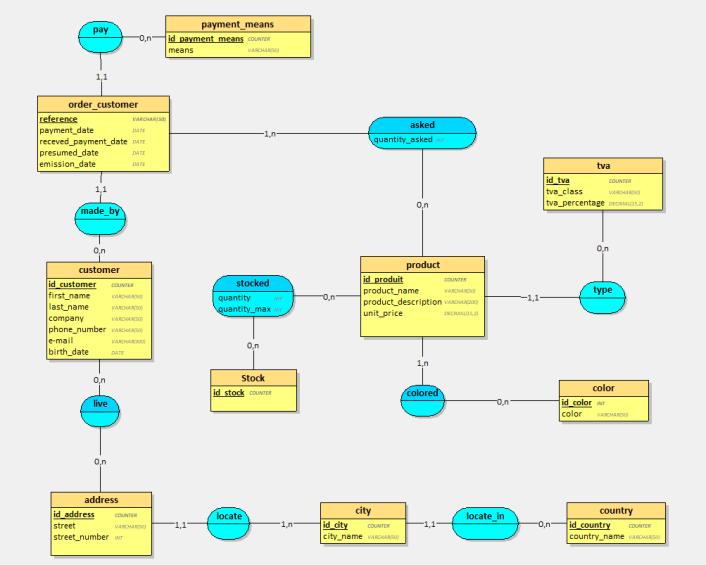 pay
0,n
payment_means
id_payment_means COUNTER
means VARCHAR(50)
1,1
order_customer
reference VARCHAR(50)
payment_date DATE
receved_payment_date DATE
presumed_date DATE
emission_date DATE
1,n
asked
quantity_asked INT
tva
id_tva COUNTER
tva_class VARCHAR(50)
tva_percentage DECIMAL(15,2)
1,1
made_by
0,n
0,n
0,n
customer
id_customer COUNTER
first_name VARCHAR(50)
last_name VARCHAR(50)
company VARCHAR(50)
phone_number VARCHAR(50)
e-mail
birth_date DATE
stocked
quantity INT
quantity_max INT
0,n
product
id_produit COUNTER
product_name VARCHAR(50)
product_description VARCHAR(200)
unit_price DECIMAL(15,2)
1,1
type
0,n
Stock
id_stock COUNTER
1,n
colored
0,n
color
id_color INT
color VARCHAR(50)
0,n
live
0,n
address
id_address COUNTER
street VARCHAR(50)
street_number INT
1,1
locate
1,n
city
id_city COUNTER
city_name VARCHAR(50)
1,1
locate_in
0,n
country
id_country COUNTER
country_name VARCHAR(50)